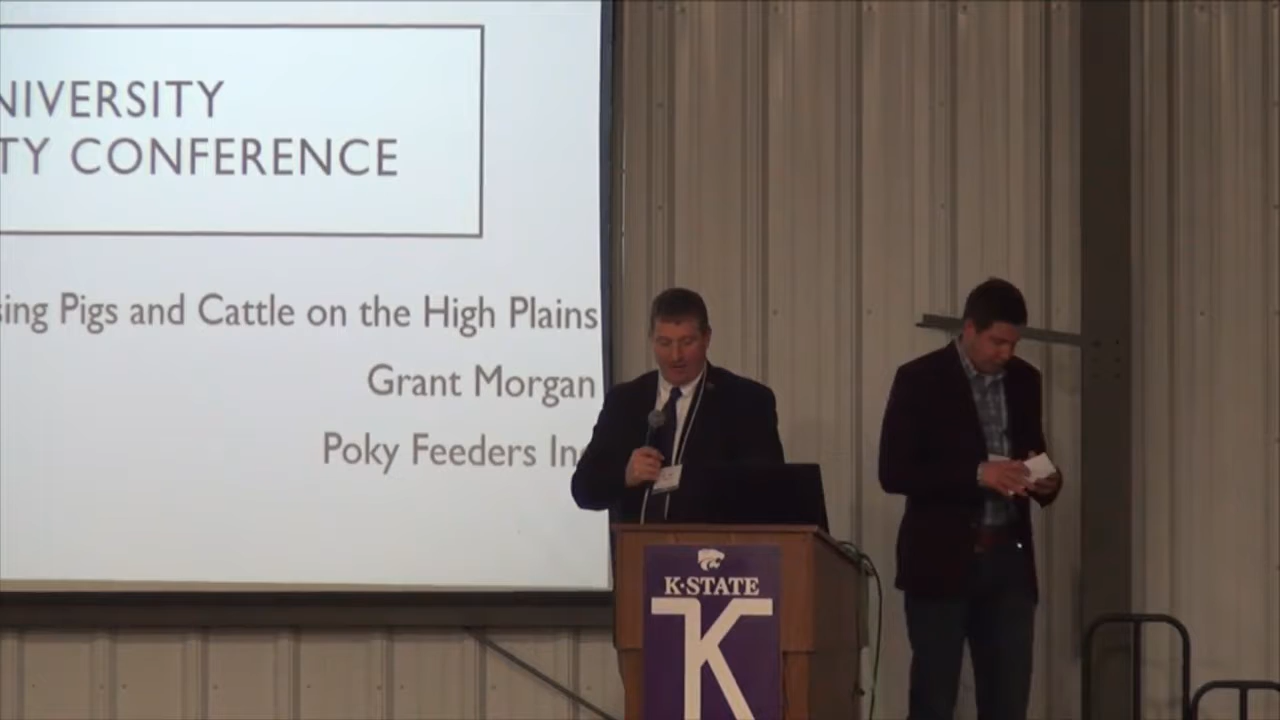 NIVERSITY
TY CONFERENCE
sing Pigs and Cattle on the High Plains
Grant Morgan
Poky Feeders In
K·STATE
K